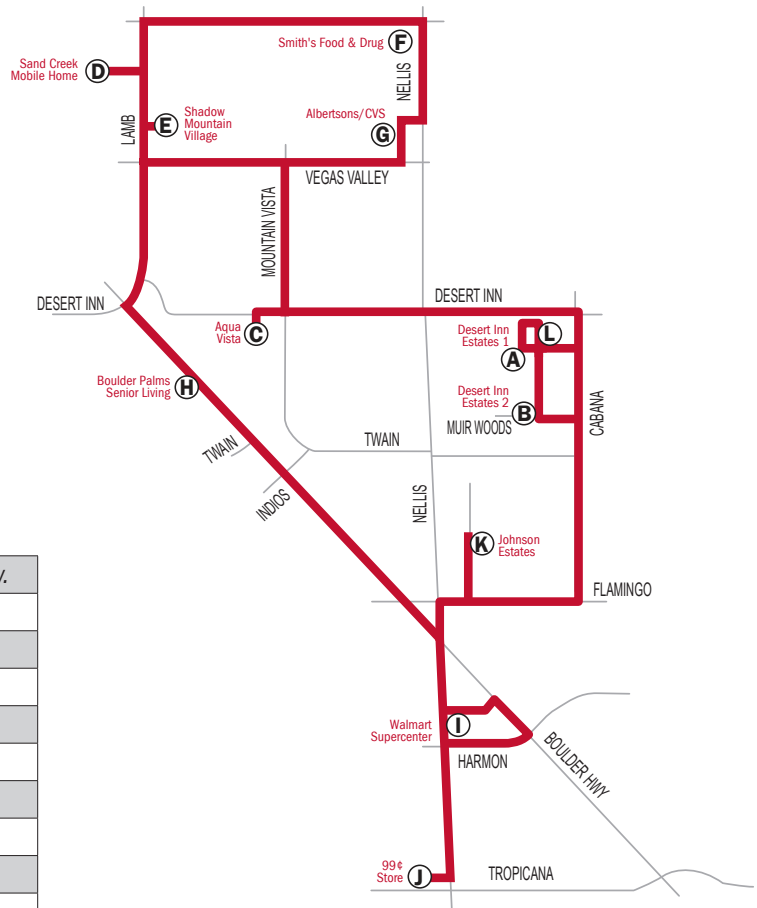 Smith's Food & Drug
F
Sand Creek
Mobile Home
D
NELLIS
LAMB
E
Shadow
Mountain
Village
Albertsons/CVS
G
VEGAS VALLEY
MOUNTAIN VISTA
DESERT INN
DESERT INN
Aqua
Vista
C
Desert Inn
Estates 1
L
A
Boulder Palms
Senior Living
H
Desert Inn
Estates 2
B
MUIR WOODS
CABANA
TWAIN
TWAIN
INDIOS
NELLIS
K
Johnson
Estates
FLAMINGO
Walmart
Supercenter
I
HARMON
BOULDER HWY
99¢
Store
J
TROPICANA